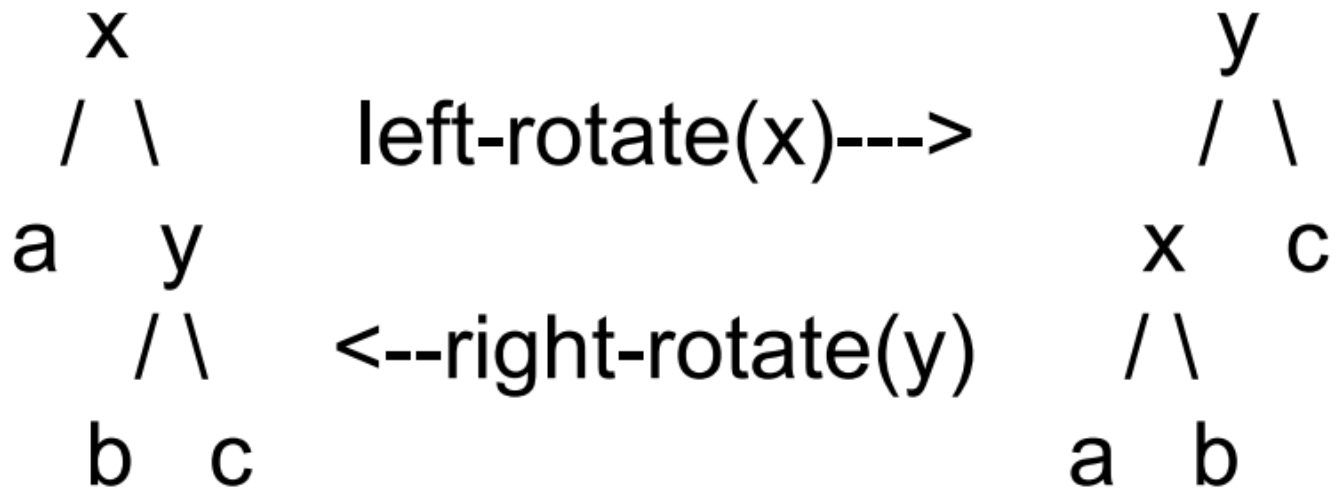 x y
/ \ left-rotate(x)---> / \
a y x c
/ \ <--right-rotate(y) / \
b c a b